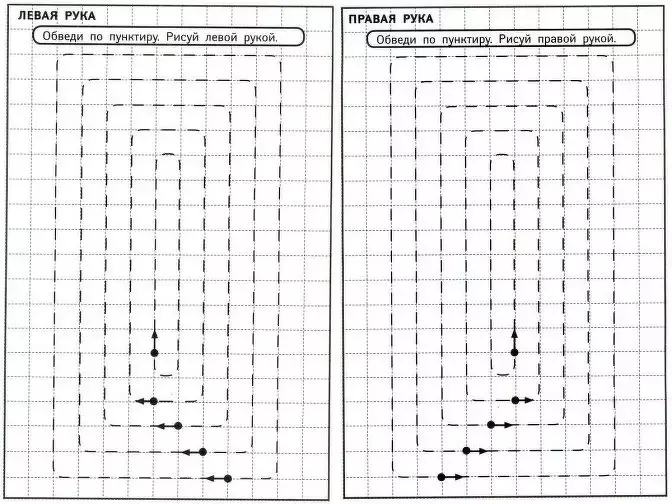 ЛЕВАЯ РУКА
Обведи по пунктиру. Рисуй левой рукой.
ПРАВАЯ РУКА
Обведи по пунктиру. Рисуй правой рукой.